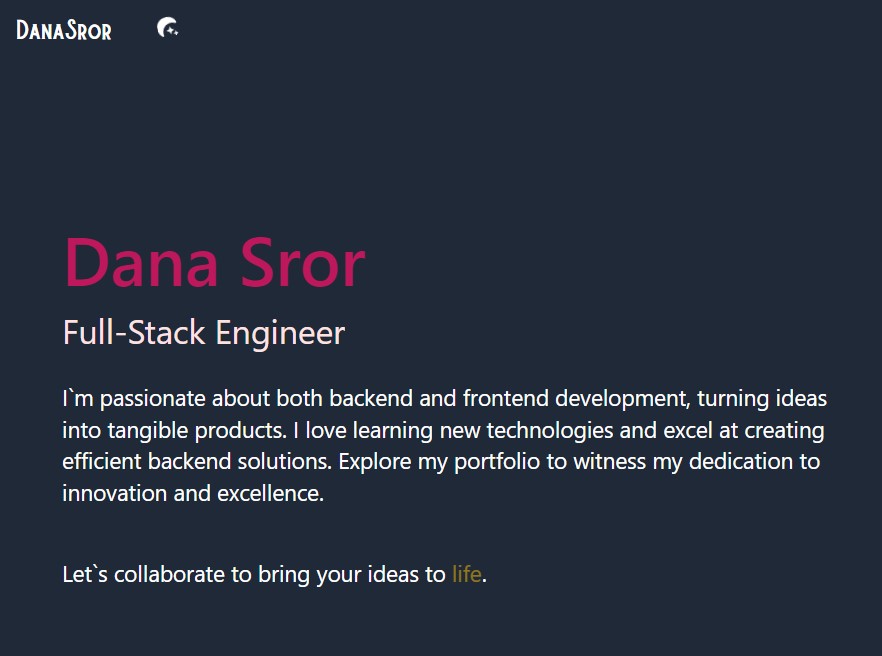 DanaSror
Dana Sror
Full-Stack Engineer
I`m passionate about both backend and frontend development, turning ideas
into tangible products. I love learning new technologies and excel at creating
efficient backend solutions. Explore my portfolio to witness my dedication to
innovation and excellence.
Let`s collaborate to bring your ideas to life.